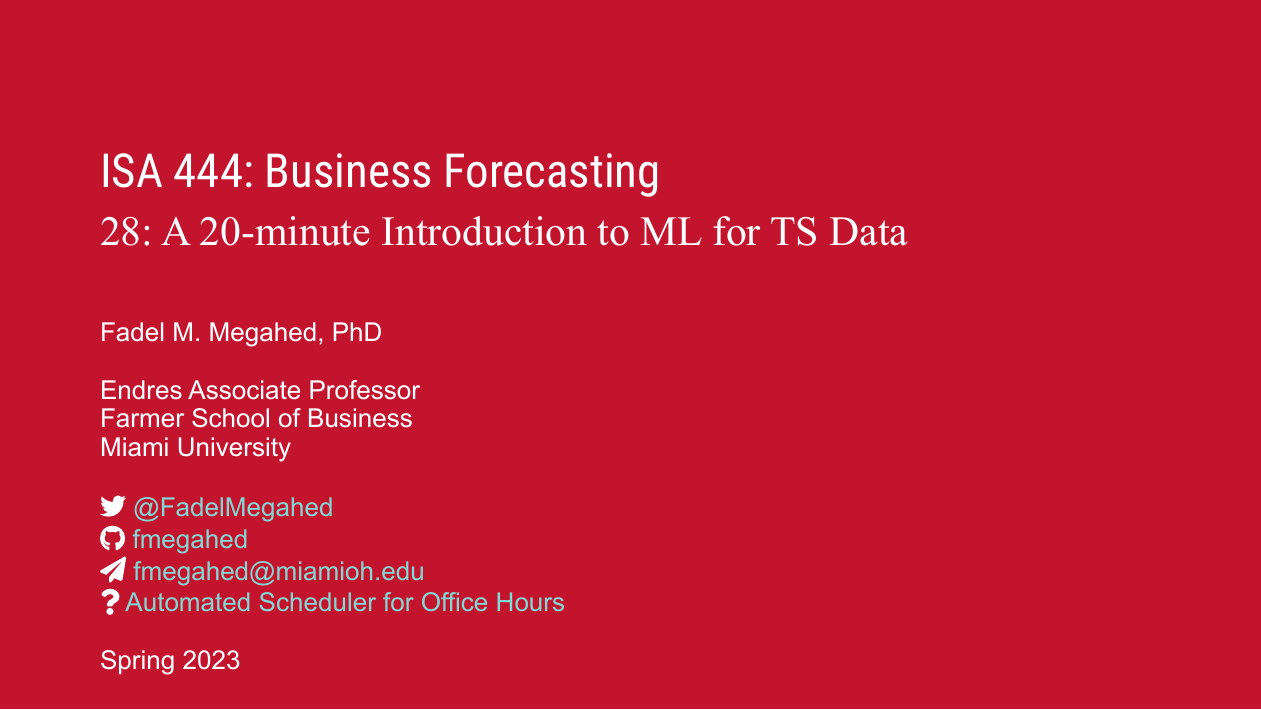 ISA 444: Business Forecasting
28: A 20-minute Introduction to ML for TS Data
Fadel M. Megahed, PhD
Endres Associate Professor
Farmer School of Business
Miami University
@FadelMegahed
fmegahed
fmegahed@miamioh.edu
Automated Scheduler for Office Hours
Spring 2023